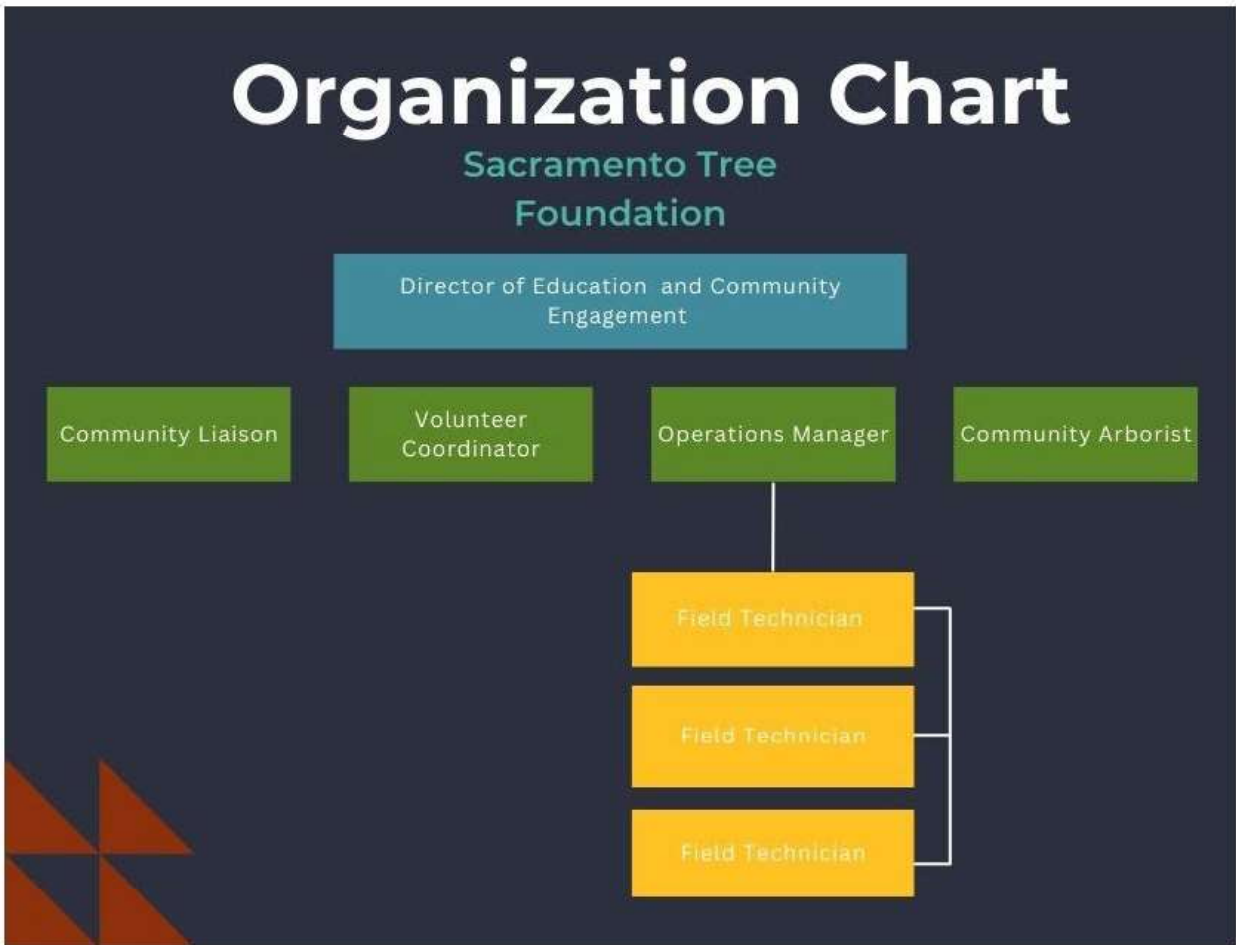 Organization Chart
Sacramento Tree
Foundation
Director of Education and Community
Engagement
Community Liaison
Volunteer
Coordinator
Operations Manager
Community Arborist
Field Technician
Field Technician
Field Technician